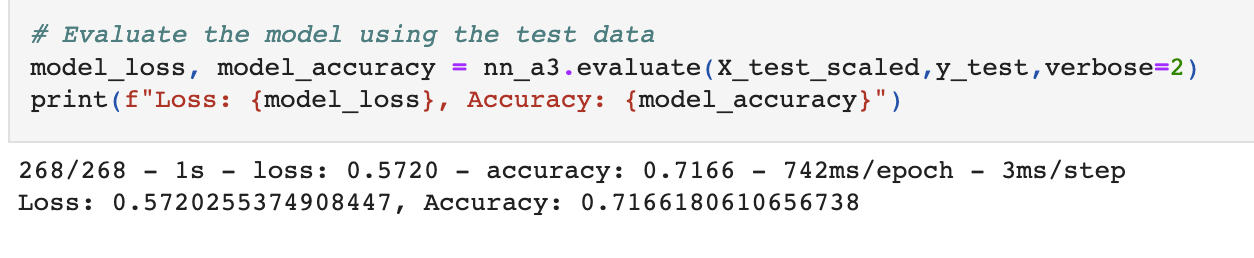 # Evaluate the model using the test data
model_loss, model_accuracy = nn_a3.evaluate(X_test_scaled,y_test,verbose=2)
print(f"Loss: {model_loss}, Accuracy: {model_accuracy}")
268/268 - 1s - loss: 0.5720 - accuracy: 0.7166 - 742ms/epoch - 3ms/step
Loss: 0.5720255374908447, Accuracy: 0.7166180610656738